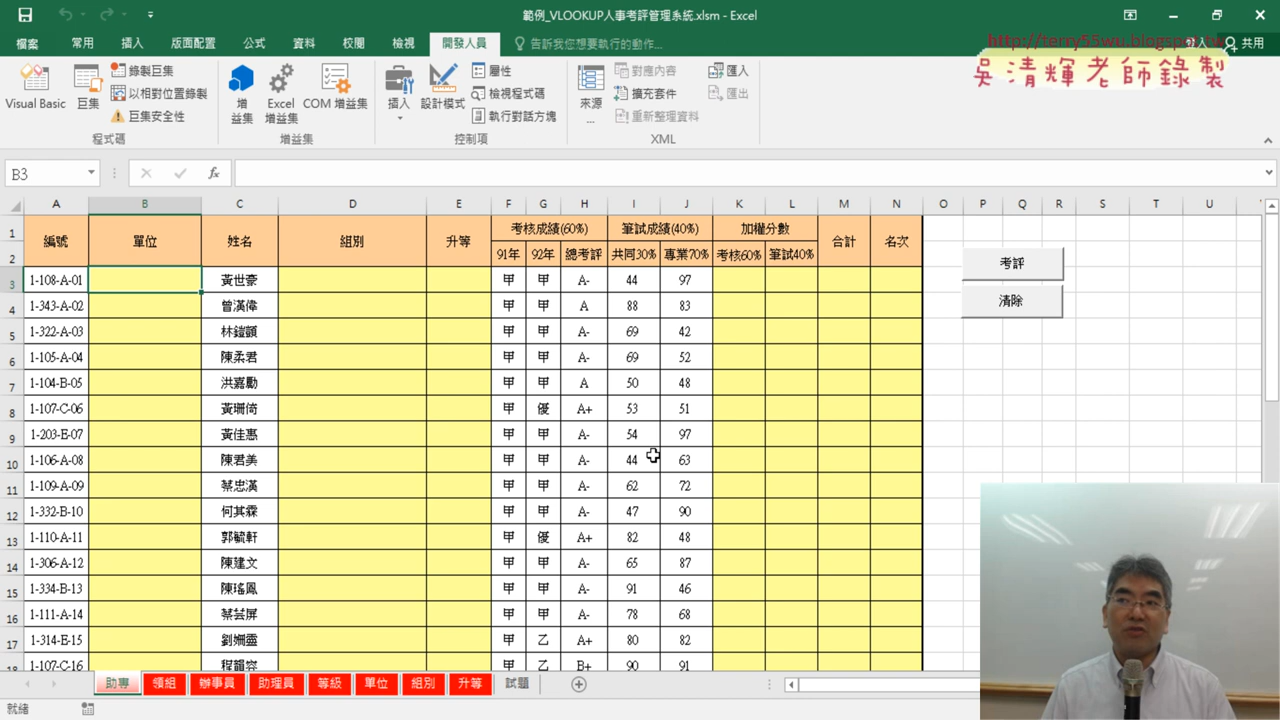 範例_VLOOKUP人事考評管理系統.xlsm - Excel
檔案 常用 插入 版面配置 公式 資料 校閱 檢視 開發人員 告訴我您想要執行的動作... 登入 共用
http://terry55wu.blogspot.tw
吳清輝老師錄製
Visual Basic 巨集 錄製巨集 以相對位置錄製 巨集安全性
增益集 Excel 增益集 COM 增益集
插入 設計模式 屬性 檢視程式碼 執行對話方塊
來源... 對應內容 擴充套件 重新整理資料 匯入 匯出
程式碼 增益集 控制項 XML
B3 fx
A B C D E F G H I J K L M N O P Q R S T U
1 編號 單位 姓名 組別 升等 考核成績(60%) 筆試成績(40%) 加權分數 合計 名次
2 91年 92年 總考評 共同30% 專業70% 考核60% 筆試40%
考評
清除
3 1-108-A-01 黃世豪 甲 甲 A- 44 97
4 1-343-A-02 曾漢偉 甲 甲 A 88 83
5 1-322-A-03 林鎧顗 甲 甲 A- 69 42
6 1-105-A-04 陳柔君 甲 甲 A- 69 52
7 1-104-B-05 洪嘉勵 甲 甲 A 50 48
8 1-107-C-06 黃珊倚 甲 優 A+ 53 51
9 1-203-E-07 黃佳惠 甲 甲 A- 54 97
10 1-106-A-08 陳君美 甲 甲 A- 44 63
11 1-109-A-09 蔡忠漢 甲 甲 A- 62 72
12 1-332-B-10 何其霖 甲 甲 A- 47 90
13 1-110-A-11 郭毓軒 甲 優 A+ 82 48
14 1-306-A-12 陳建文 甲 甲 A- 65 87
15 1-334-B-13 陳瑤鳳 甲 甲 A- 91 46
16 1-111-A-14 蔡芸屏 甲 甲 A- 78 68
17 1-314-E-15 劉姍靈 甲 乙 A+ 80 82
18 1-107-C-16 程韻容 甲 乙 B+ 90 91
助專 領組 辦事員 助理員 等級 單位 組別 升等 試題
就緒